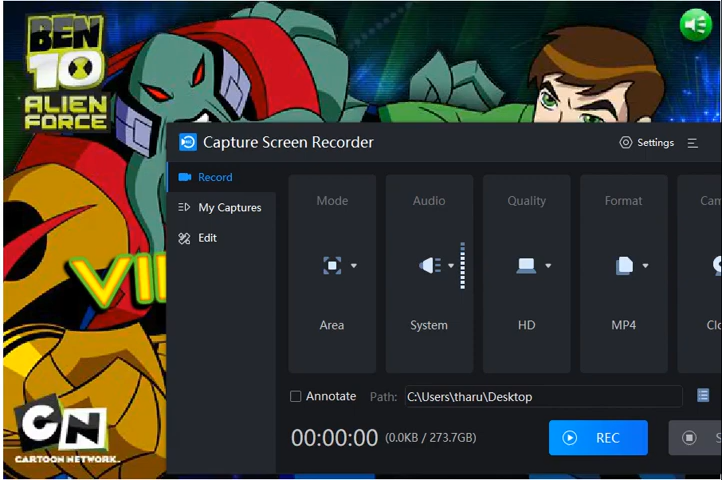 BEN
10
ALIEN
FORCE
Capture Screen Recorder
Settings
Record
My Captures
Edit
Mode
Audio
Quality
Format
Area
System
HD
MP4
Annotate
Path: C:\Users\tharu\Desktop
00:00:00 (0.0KB / 273.7GB)
REC
CN
CARTOON NETWORK.